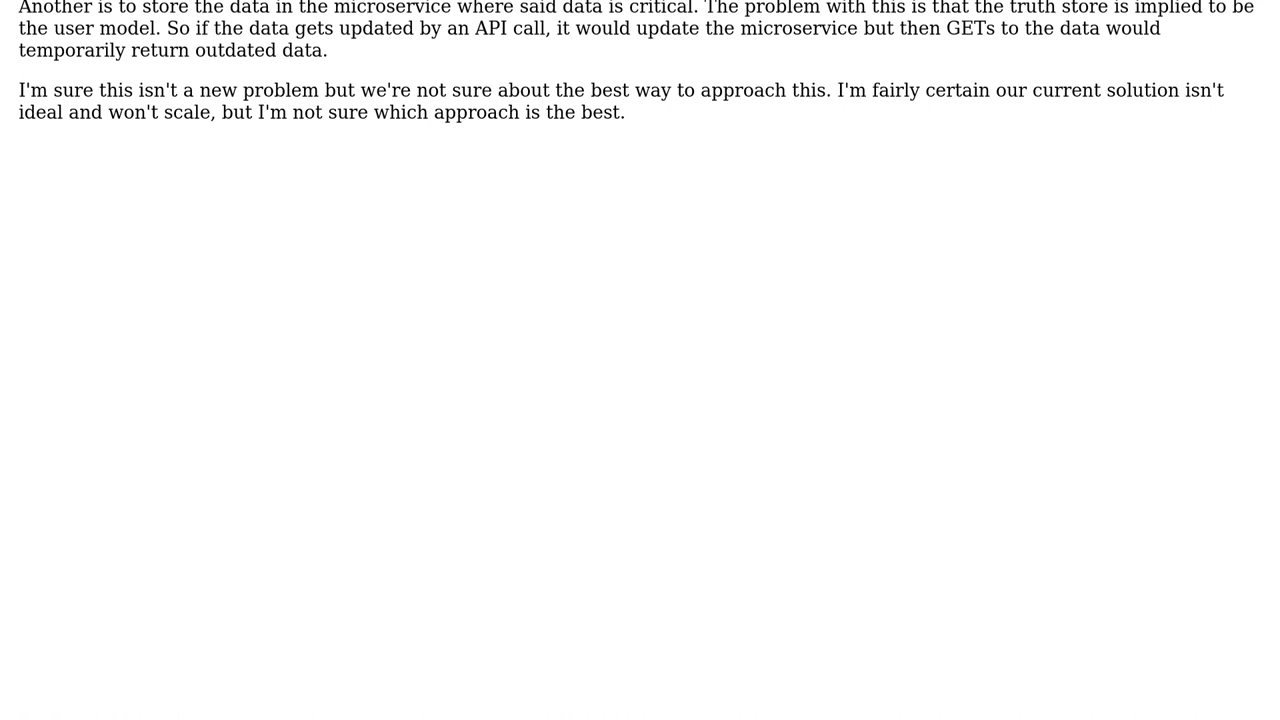 Another is to store the data in the microservice where said data is critical. The problem with this is that the truth store is implied to be
the user model. So if the data gets updated by an API call, it would update the microservice but then GETs to the data would
temporarily return outdated data.
I'm sure this isn't a new problem but we're not sure about the best way to approach this. I'm fairly certain our current solution isn't
ideal and won't scale, but I'm not sure which approach is the best.